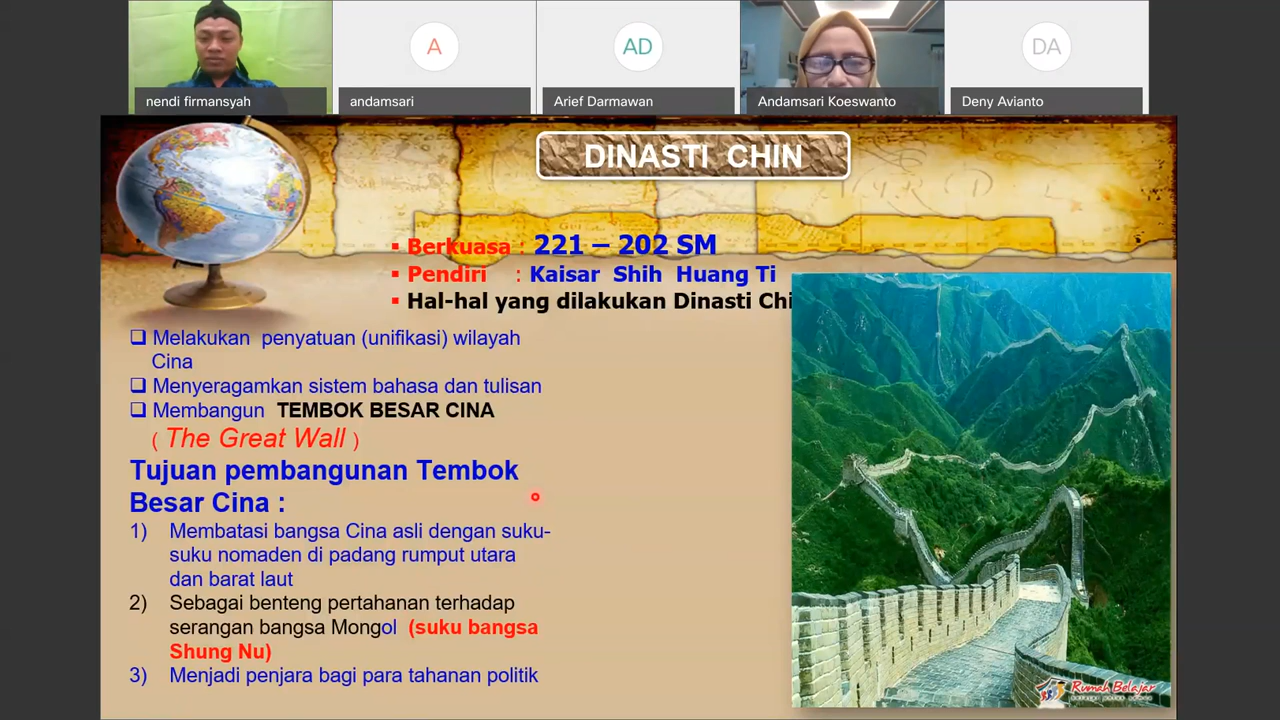 A
AD
DA
nendi firmansyah
andamsari
Arief Darmawan
Andamsari Koeswanto
Deny Avianto
DINASTI CHIN
Berkuasa : 221 – 202 SM
Pendiri : Kaisar Shih Huang Ti
Hal-hal yang dilakukan Dinasti Chi
Melakukan penyatuan (unifikasi) wilayah
Cina
Menyeragamkan sistem bahasa dan tulisan
Membangun TEMBOK BESAR CINA
( The Great Wall )
Tujuan pembangunan Tembok
Besar Cina :
1) Membatasi bangsa Cina asli dengan suku-
suku nomaden di padang rumput utara
dan barat laut
2) Sebagai benteng pertahanan terhadap
serangan bangsa Mongol (suku bangsa
Shung Nu)
3) Menjadi penjara bagi para tahanan politik
Rumah Belajar